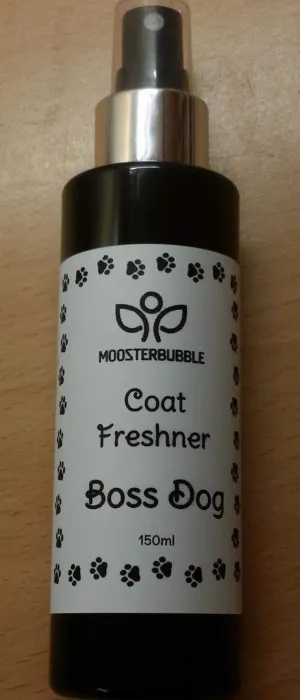 MOOSTERBUBBLE
Coat
Freshner
Boss Dog
150ml